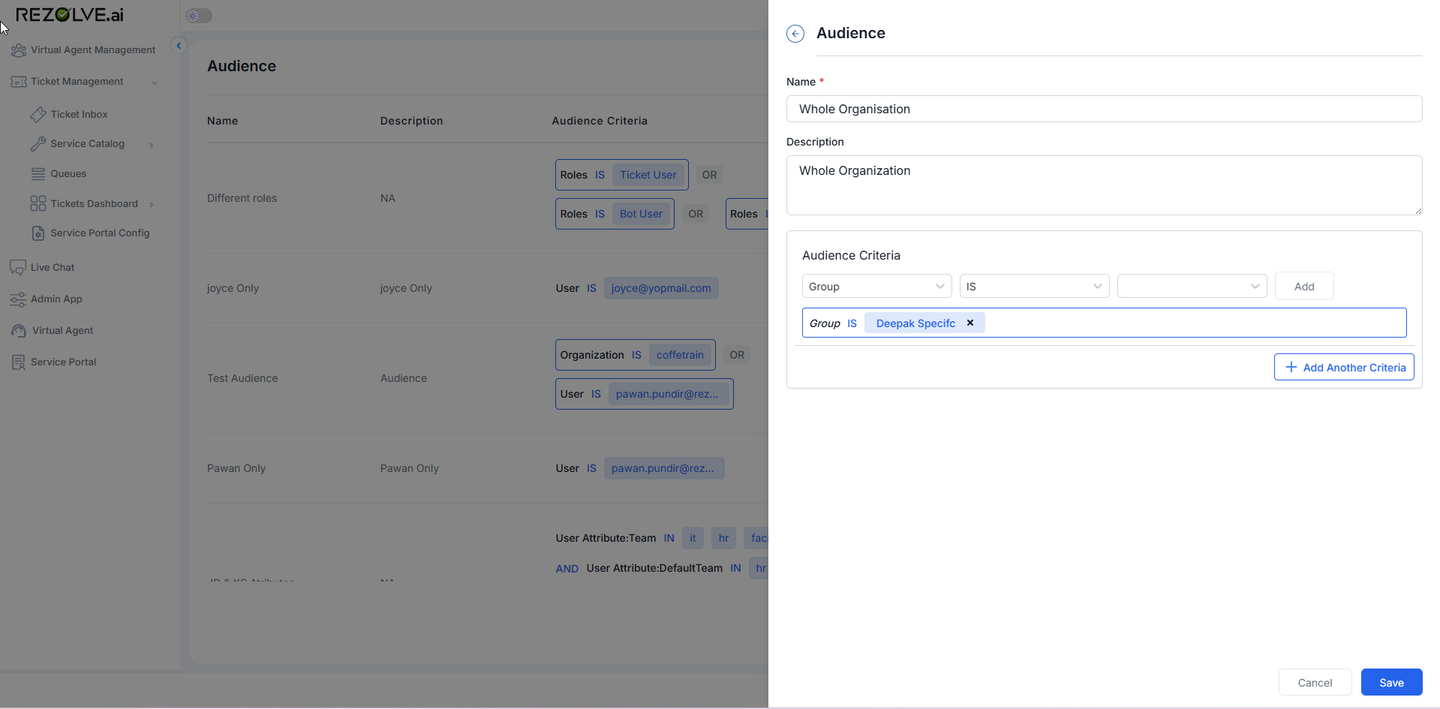 REZOLVE.ai
Virtual Agent Management
Ticket Management
Ticket Inbox
Service Catalog
Queues
Tickets Dashboard
Service Portal Config
Live Chat
Admin App
Virtual Agent
Service Portal
Audience
Name Description Audience Criteria
Different roles NA
Roles IS Ticket User OR
Roles IS Bot User OR Roles
joyce Only joyce Only User IS joyce@yopmail.com
Test Audience Audience
Organization IS coffetrain OR
User IS pawan.pundir@rez...
Pawan Only Pawan Only User IS pawan.pundir@rez...
User Attribute:Team IN it hr
AND User Attribute:DefaultTeam IN hr
NA
Audience
Name *
Whole Organisation
Description
Whole Organization
Audience Criteria
Group IS Add
Group IS Deepak Specifc ×
+ Add Another Criteria
Cancel Save